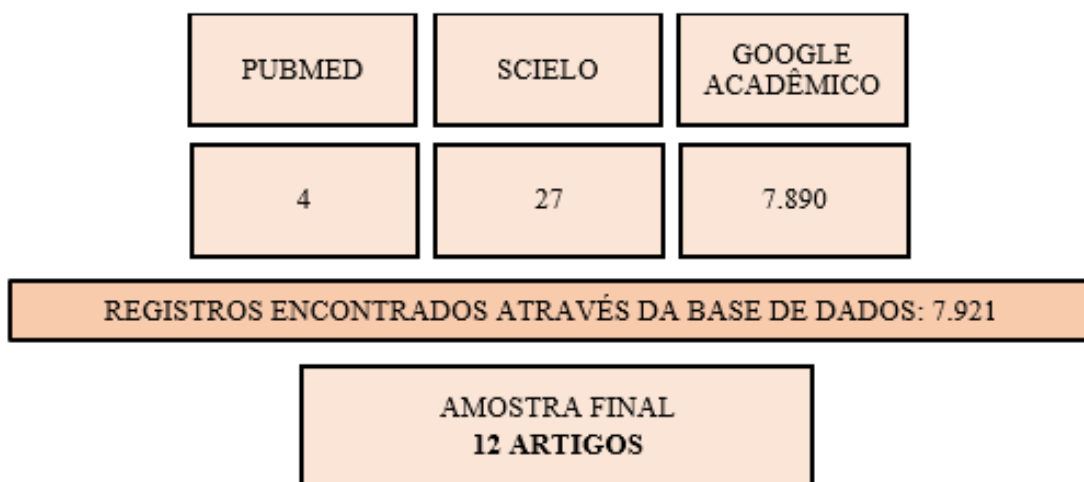 PUBMED
SCIELO
GOOGLE
ACADÊMICO
4
27
7.890
REGISTROS ENCONTRADOS ATRAVÉS DA BASE DE DADOS: 7.921
AMOSTRA FINAL
12 ARTIGOS